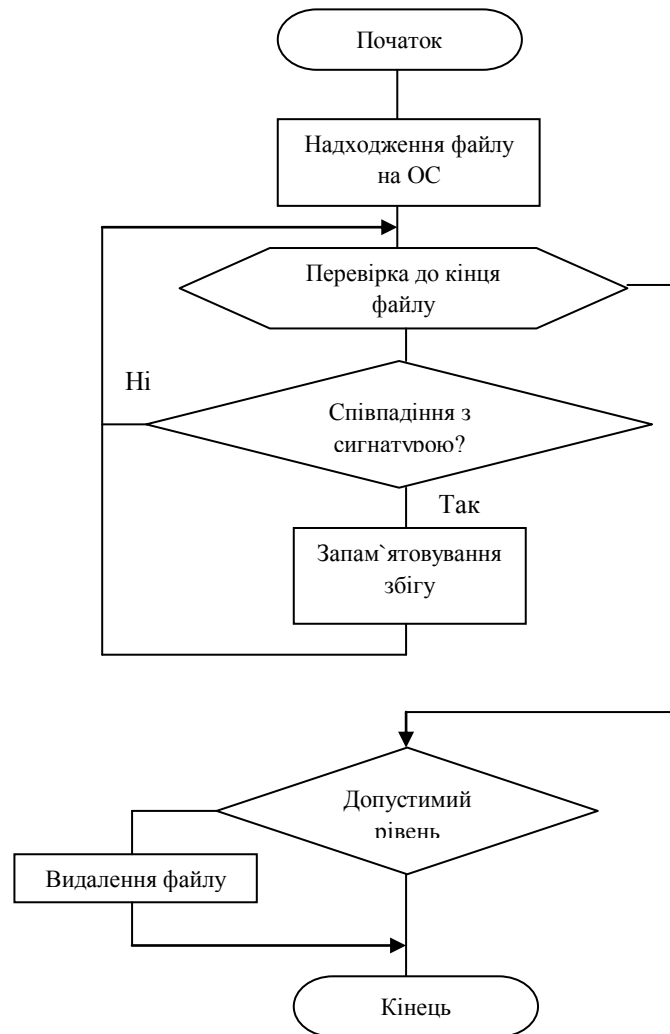 Початок
Надходження файлу
на ОС
Перевірка до кінця
файлу
Ні
Співпадіння з
сигнатурою?
Так
Запам`ятовування
збігу
Допустимий
рівень
Видалення файлу
Кінець